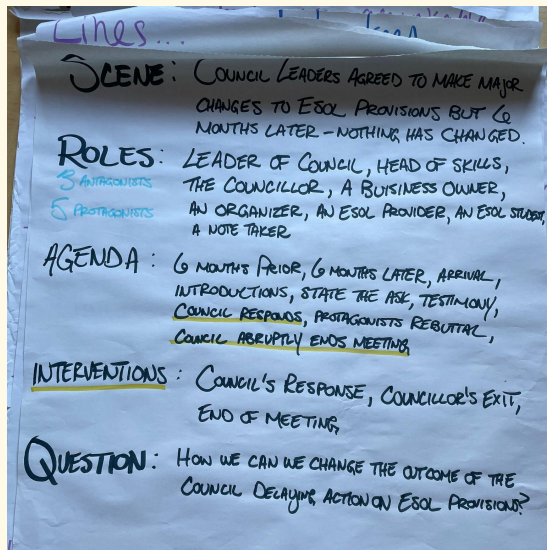 Lines...
SCENE: COUNCIL LEADERS AGREED TO MAKE MAJOR
CHANGES TO ESOL PROVISIONS BUT 6
MONTHS LATER - NOTHING HAS CHANGED.
ROLES: LEADER OF COUNCIL, HEAD OF SKILLS,
3 ANTAGONISTS THE COUNCILLOR, A BUISINESS OWNER,
5 PROTAGONISTS AN ORGANIZER, AN ESOL PROVIDER, AN ESOL STUDENT,
A NOTE TAKER
AGENDA: 6 MONTHS PRIOR, 6 MONTHS LATER, ARRIVAL,
INTRODUCTIONS, STATE THE ASK, TESTIMONY,
COUNCIL RESPONDS, PROTAGONISTS REBUTTAL,
COUNCIL ABRUPTLY ENDS MEETING
INTERVENTIONS: COUNCIL'S RESPONSE, COUNCILLOR'S EXIT,
END OF MEETING
QUESTION: HOW WE CAN WE CHANGE THE OUTCOME OF THE
COUNCIL DELAYING ACTION ON ESOL PROVISIONS?